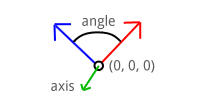 angle
(0, 0, 0)
axis